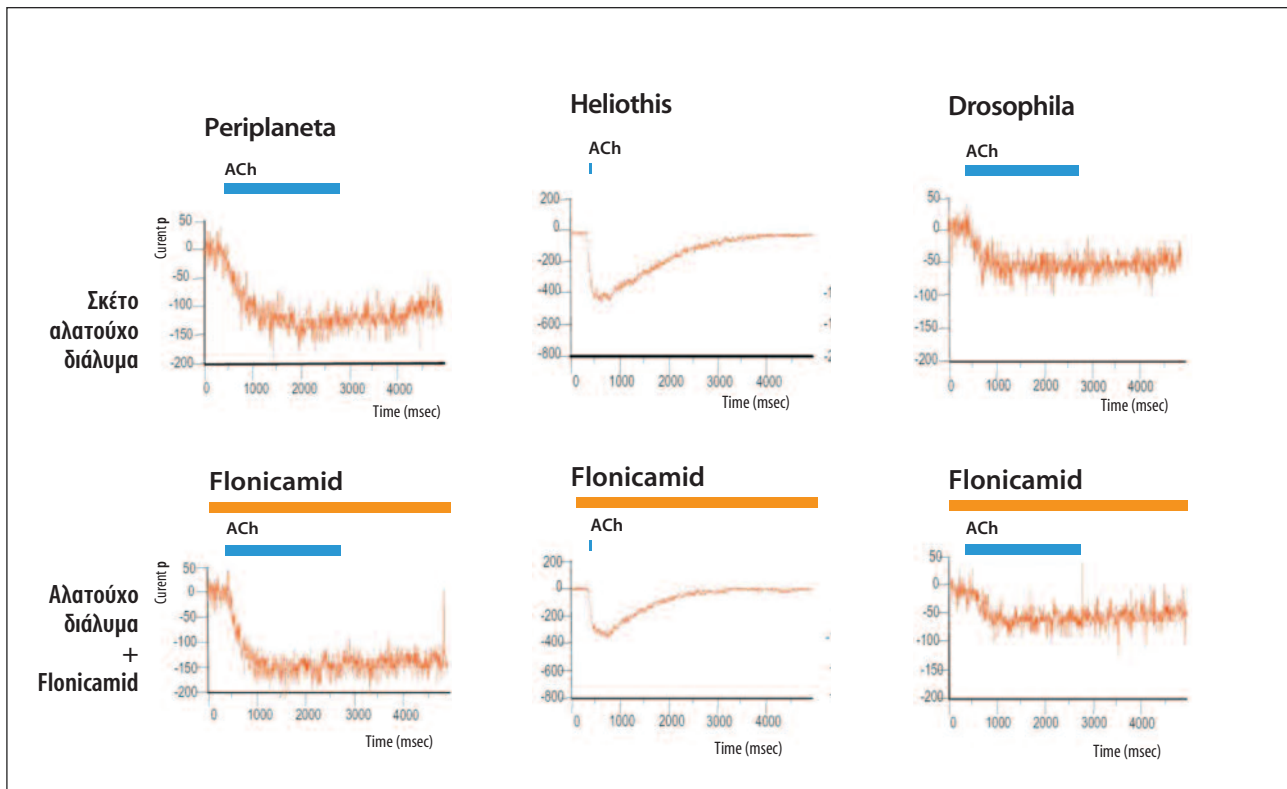 Periplaneta
Heliothis
Drosophila
ACh
ACh
ACh
Σκέτο
αλατούχο
διάλυμα
Curent p
50
0
-50
-100
-150
-200
0 1000 2000 3000 4000
Time (msec)
200
0
-200
-400
-600
-800
0 1000 2000 3000 4000
Time (msec)
50
0
-50
-100
-150
-200
0 1000 2000 3000 4000
Time (msec)
Flonicamid
Flonicamid
Flonicamid
ACh
ACh
ACh
Αλατούχο
διάλυμα
+
Flonicamid
Curent p
50
0
-50
-100
-150
-200
0 1000 2000 3000 4000
Time (msec)
200
0
-200
-400
-600
-800
0 1000 2000 3000 4000
Time (msec)
50
0
-50
-100
-150
-200
0 1000 2000 3000 4000
Time (msec)